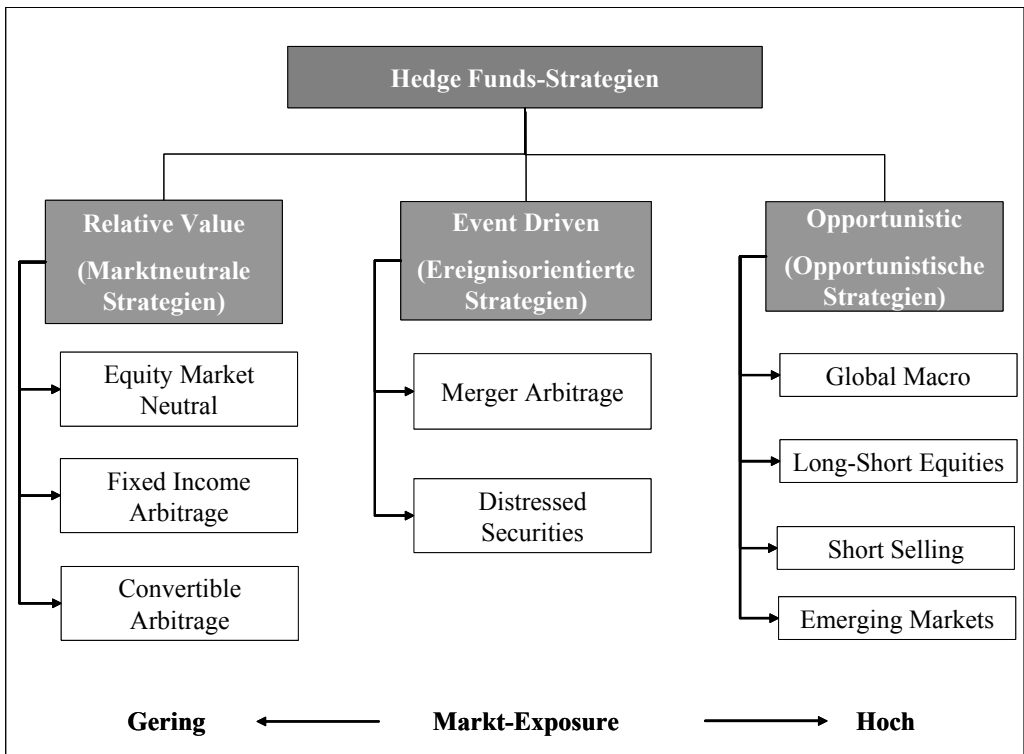 Hedge Funds-Strategien
Relative Value
(Marktneutrale
Strategien)
Equity Market
Neutral
Fixed Income
Arbitrage
Convertible
Arbitrage
Event Driven
(Ereignisorientierte
Strategien)
Merger Arbitrage
Distressed
Securities
Opportunistic
(Opportunistische
Strategien)
Global Macro
Long-Short Equities
Short Selling
Emerging Markets
Gering Markt-Exposure Hoch